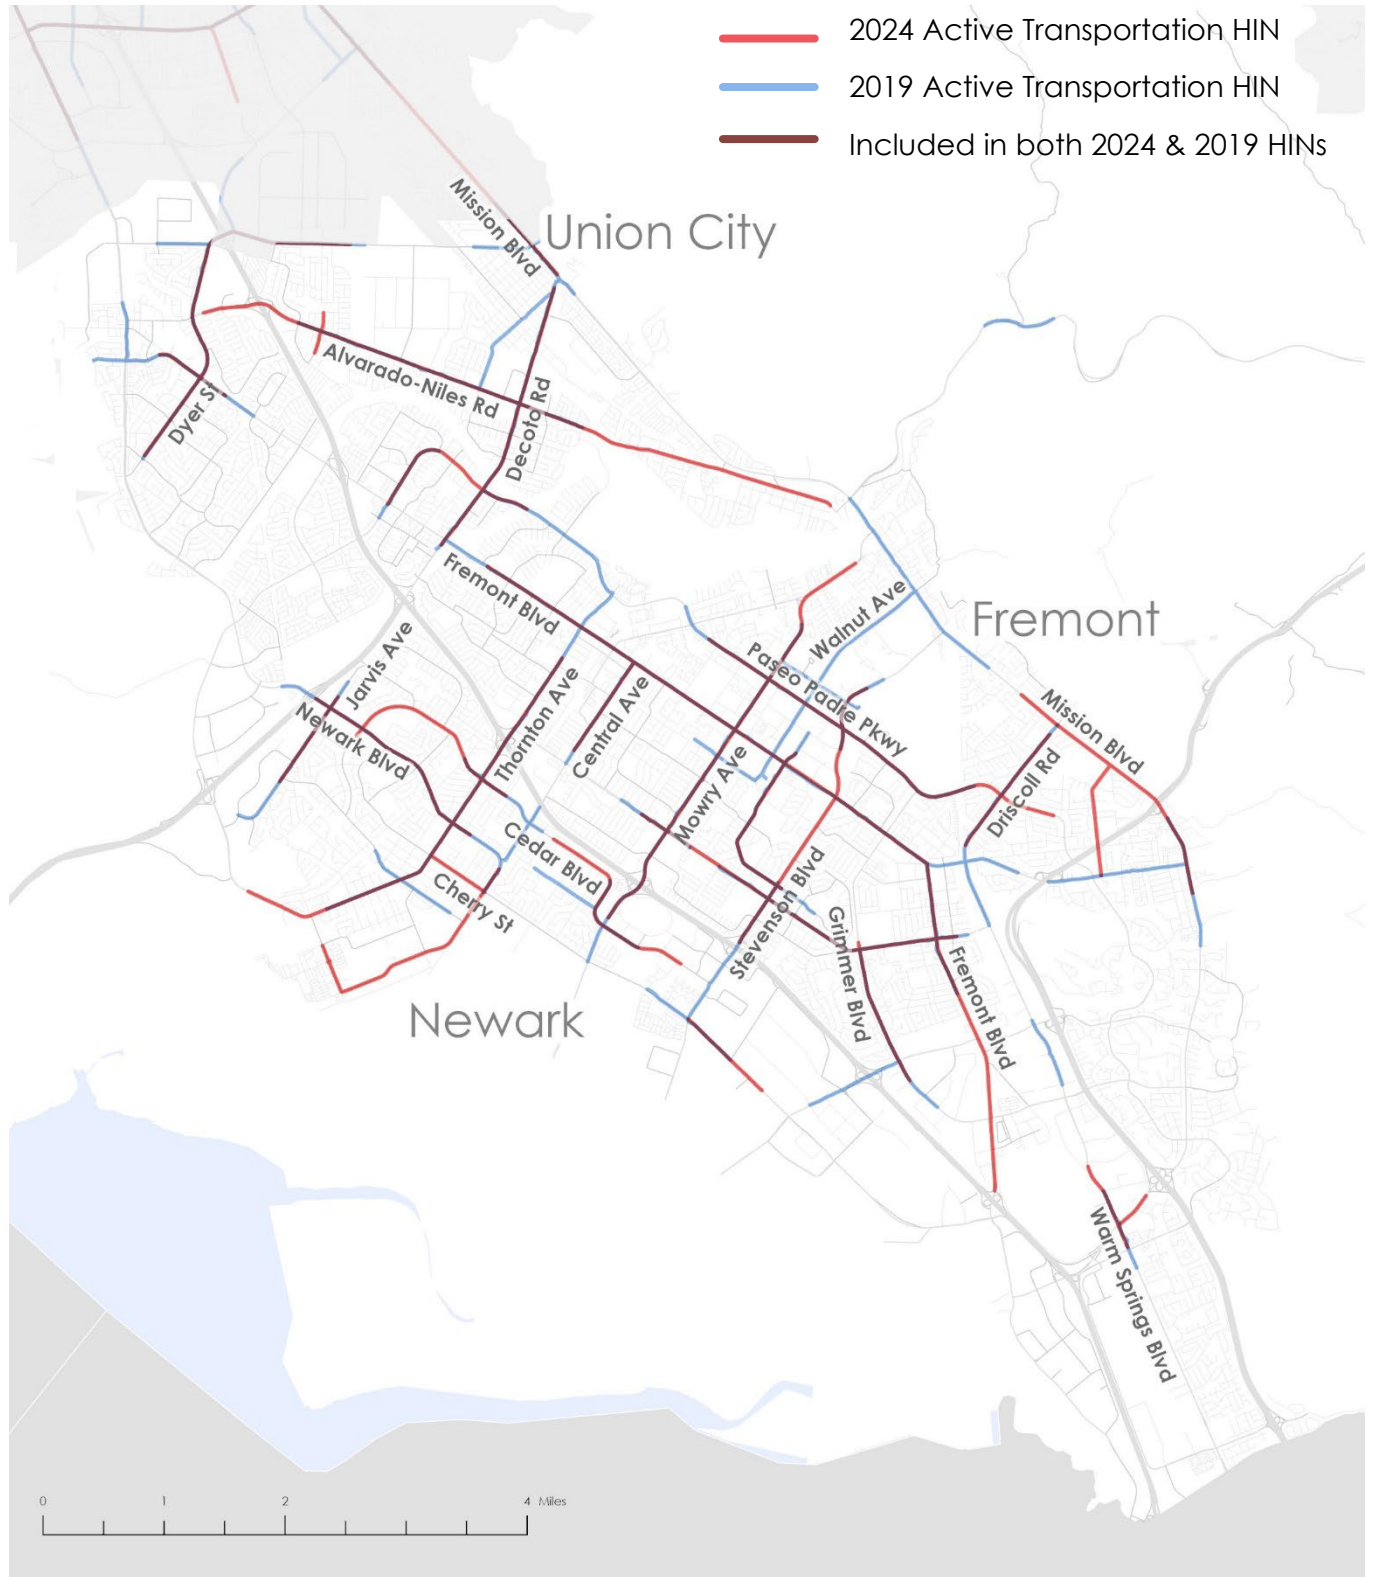 2024 Active Transportation HIN
2019 Active Transportation HIN
Included in both 2024 & 2019 HINs
Mission Blvd
Union City
Alvarado-Niles Rd
Dyer St
Decoto Rd
Fremont Blvd
Walnut Ave
Fremont
Jarvis Ave
Paseo Padre Pkwy
Newark Blvd
Thornton Ave
Central Ave
Mission Blvd
Mowry Ave
Driscoll Rd
Cedar Blvd
Cherry St
Stevenson Blvd
Grimmer Blvd
Fremont Blvd
Newark
Warm Springs Blvd
0 1 2 4 Miles